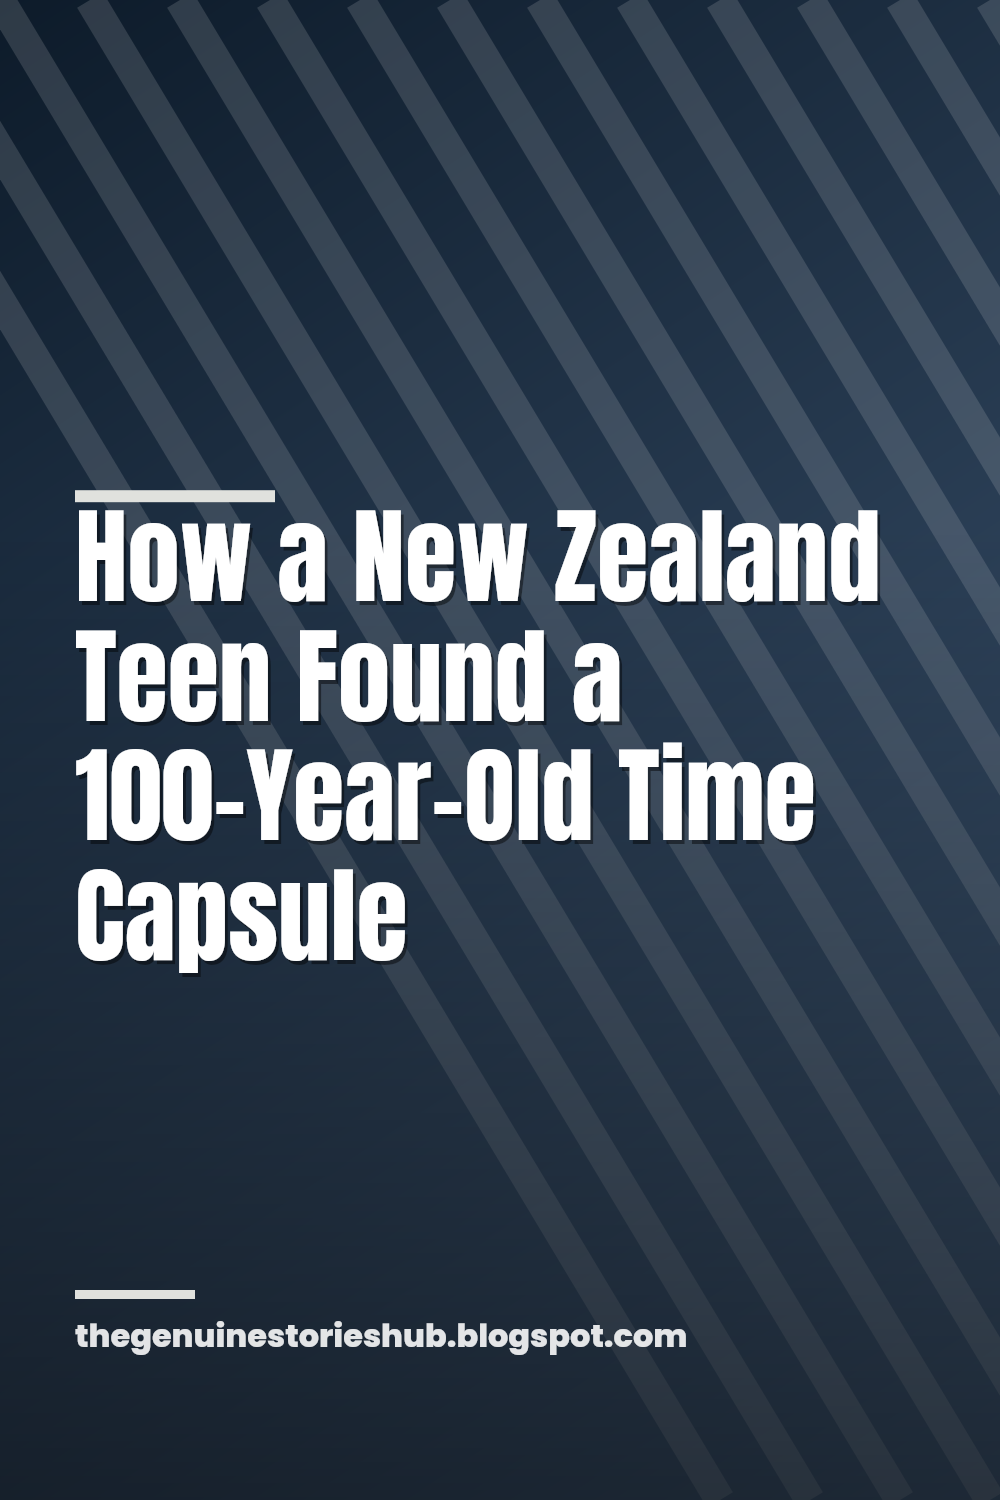 How a New Zealand
Teen Found a
100-Year-Old Time
Capsule
thegenuinestorieshub.blogspot.com